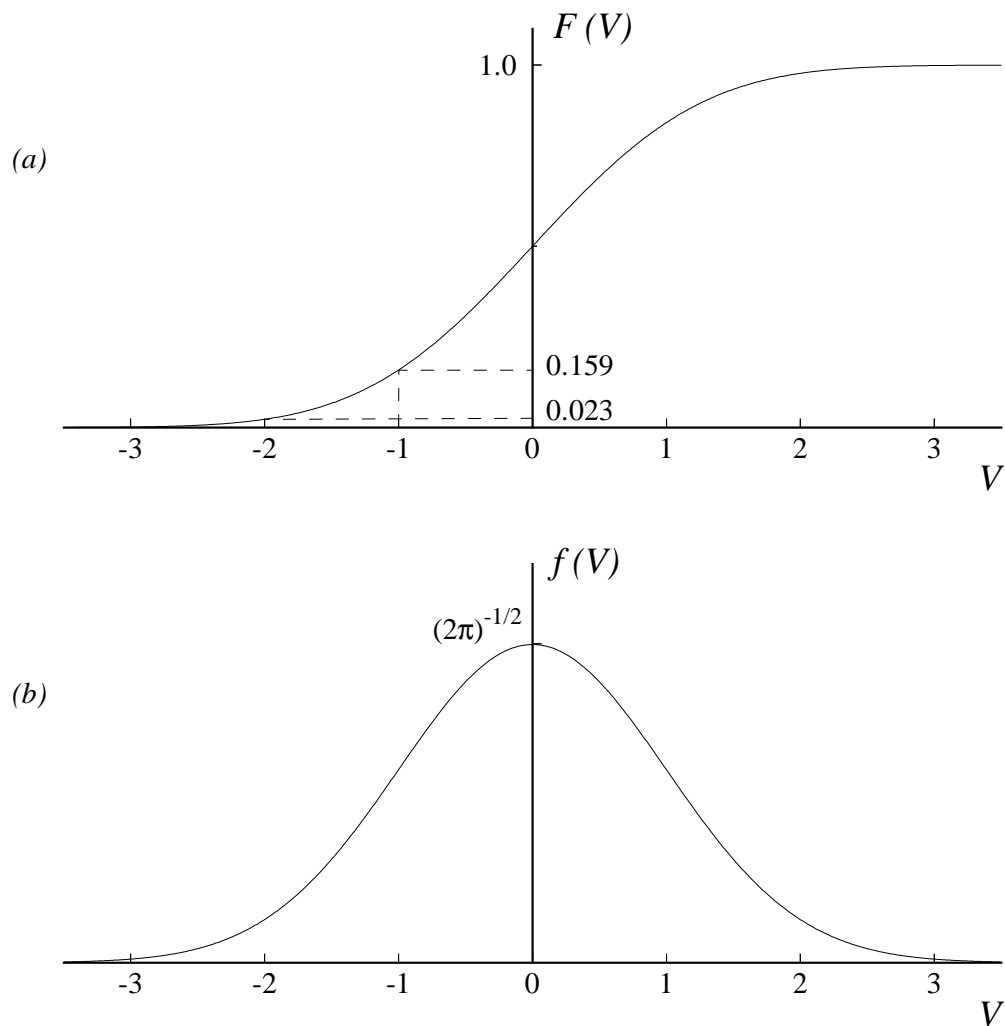 F (V)
1.0
(a)
0.159
0.023
-3 -2 -1 0 1 2 3
V
f (V)
(2π)^-1/2
(b)
-3 -2 -1 0 1 2 3
V